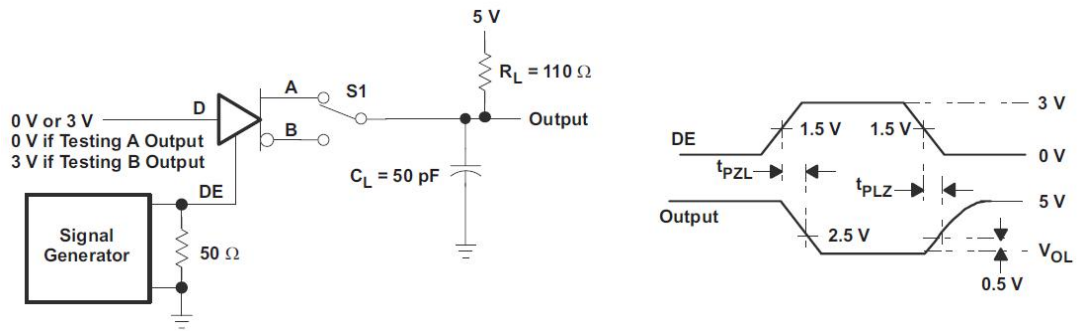 5 V
R_L = 110 Ω
A
S1
D
0 V or 3 V
0 V if Testing A Output
3 V if Testing B Output
B
Output
C_L = 50 pF
DE
Signal
Generator
50 Ω
3 V
DE
1.5 V
1.5 V
0 V
t_PZL
t_PLZ
5 V
Output
2.5 V
V_OL
0.5 V